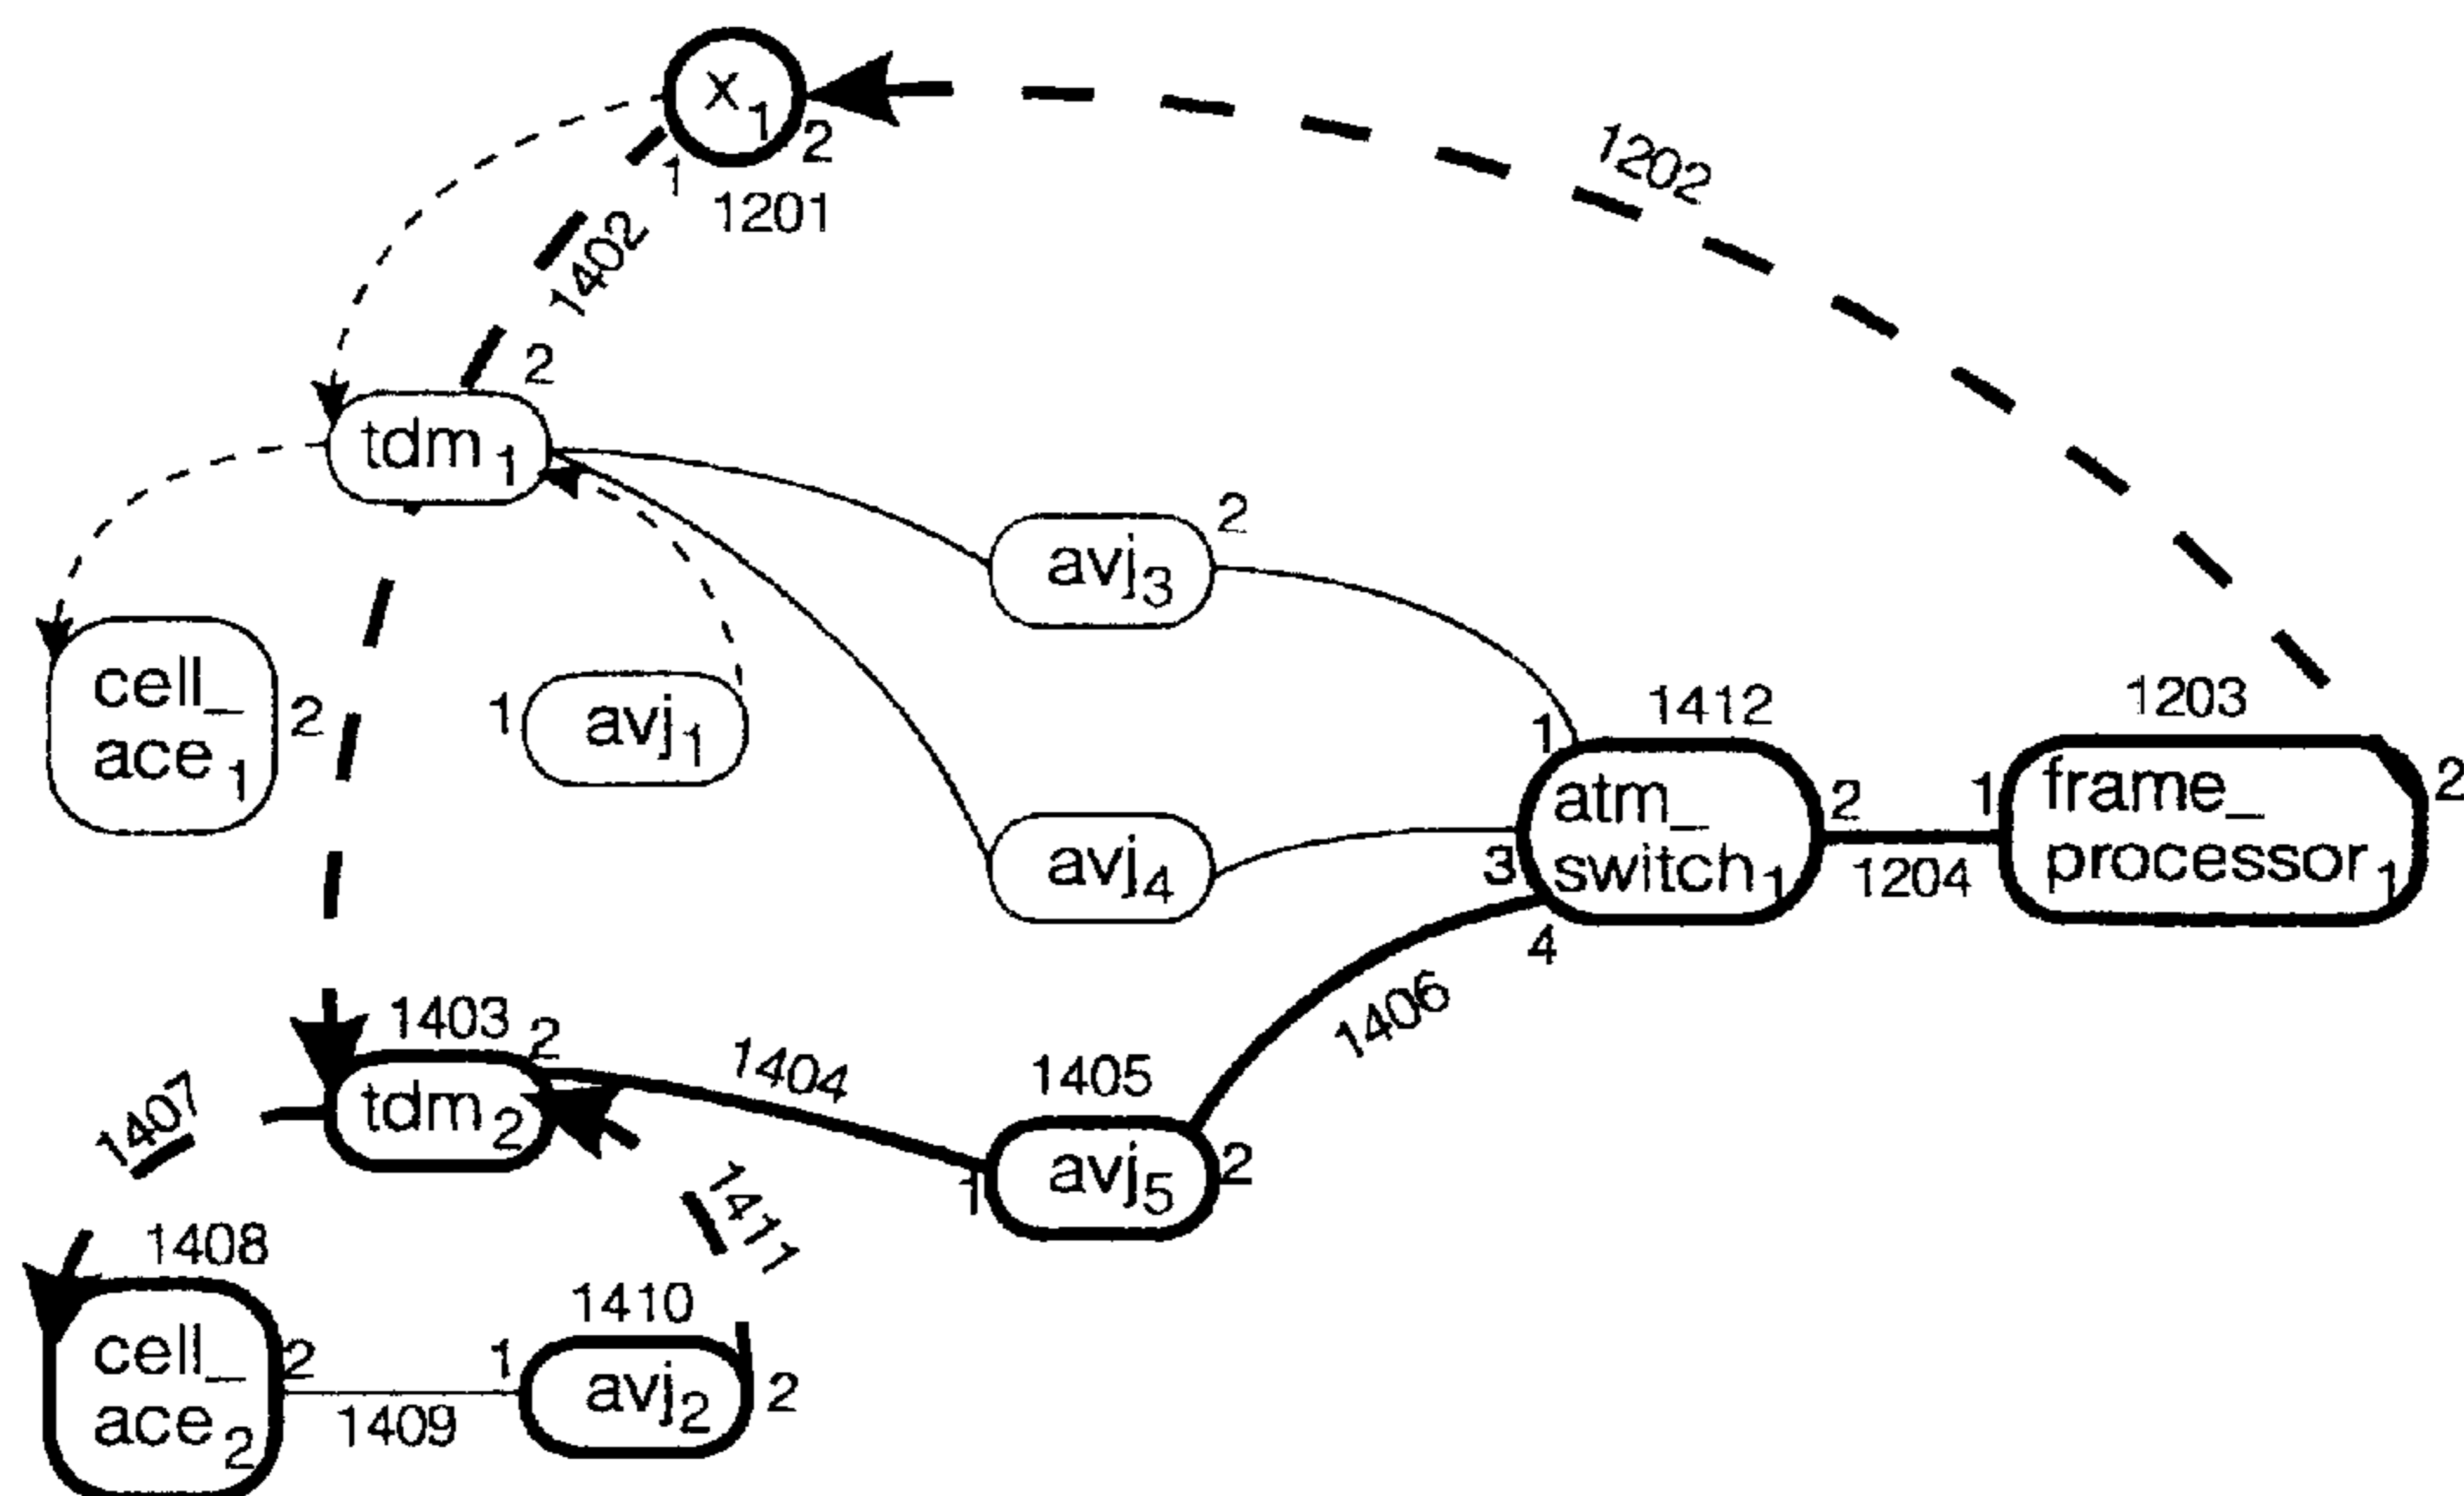 x1
2
1
1201
1202
1402
2
tdm1
avj3
2
cell_
ace1
2
1
avj1
1
1412
1203
atm_
switch1
2
1
frame_
processor1
2
avj4
3
1204
4
1406
1403
2
1404
1405
1407
tdm2
1
avj5
2
1411
1408
1410
cell_
ace2
2
1
avj2
2
1409